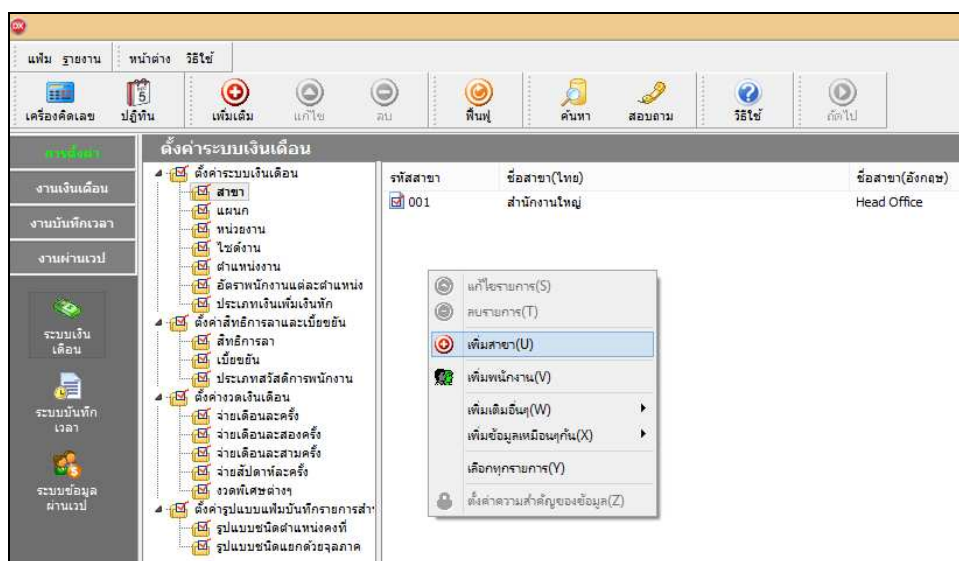 แฟ้ม รายงาน หน้าต่าง วิธีใช้
เครื่องคิดเลข ปฏิทิน เพิ่มเติม แก้ไข ลบ ฟื้นฟู ค้นหา สอบถาม วิธีใช้ ถัดไป
5
การตั้งค่า
งานเงินเดือน
งานบันทึกเวลา
งานผ่านเวป
ระบบเงิน
เดือน
ระบบบันทึก
เวลา
ระบบข้อมูล
ผ่านเวป
ตั้งค่าระบบเงินเดือน
ตั้งค่าระบบเงินเดือน
สาขา
แผนก
หน่วยงาน
ไซด์งาน
ตำแหน่งงาน
อัตราพนักงานแต่ละตำแหน่ง
ประเภทเงินเพิ่มเงินหัก
ตั้งค่าสิทธิการลาและเบี้ยขยัน
สิทธิการลา
เบี้ยขยัน
ประเภทสวัสดิการพนักงาน
ตั้งค่างวดเงินเดือน
จ่ายเดือนละครั้ง
จ่ายเดือนละสองครั้ง
จ่ายเดือนละสามครั้ง
จ่ายสัปดาห์ละครั้ง
งวดพิเศษต่างๆ
ตั้งค่ารูปแบบแฟ้มบันทึกรายการสำ
รูปแบบชนิดตำแหน่งคงที่
รูปแบบชนิดแยกด้วยจุลภาค
รหัสสาขา ชื่อสาขา(ไทย) ชื่อสาขา(อังกฤษ)
001 สำนักงานใหญ่ Head Office
แก้ไขรายการ(S)
ลบรายการ(T)
เพิ่มสาขา(U)
เพิ่มพนักงาน(V)
เพิ่มเติมอื่นๆ(W)
เพิ่มข้อมูลเหมือนๆกัน(X)
เลือกทุกรายการ(Y)
ตั้งค่าความสำคัญของข้อมูล(Z)